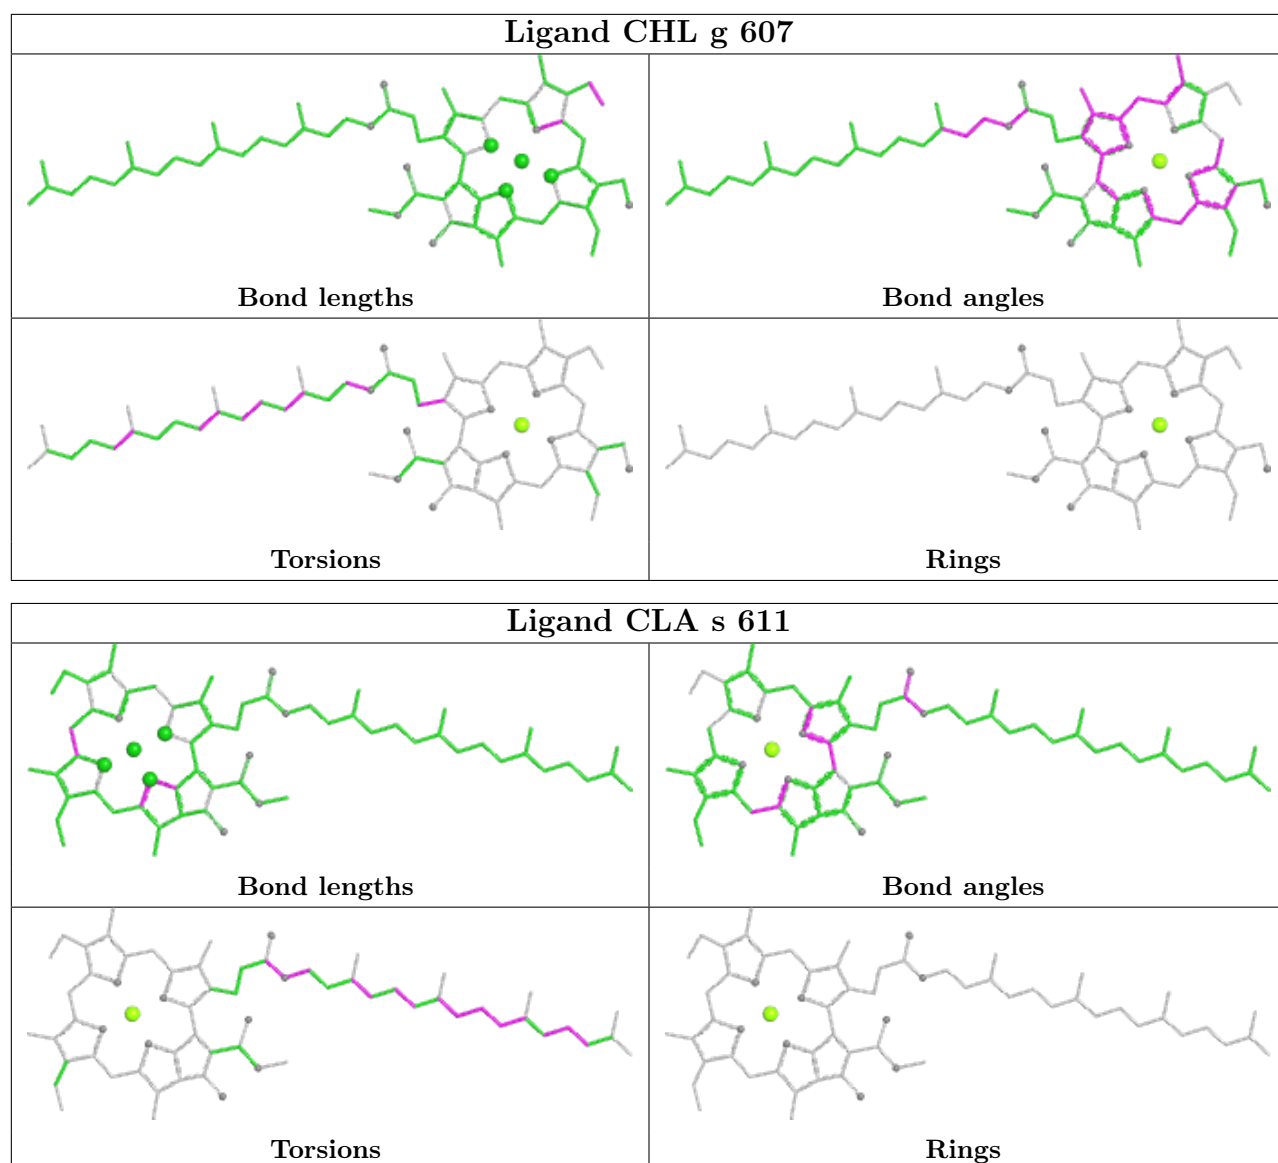 Ligand CHL g 607
Bond lengths
Bond angles
Torsions
Rings
Ligand CLA s 611
Bond lengths
Bond angles
Torsions
Rings